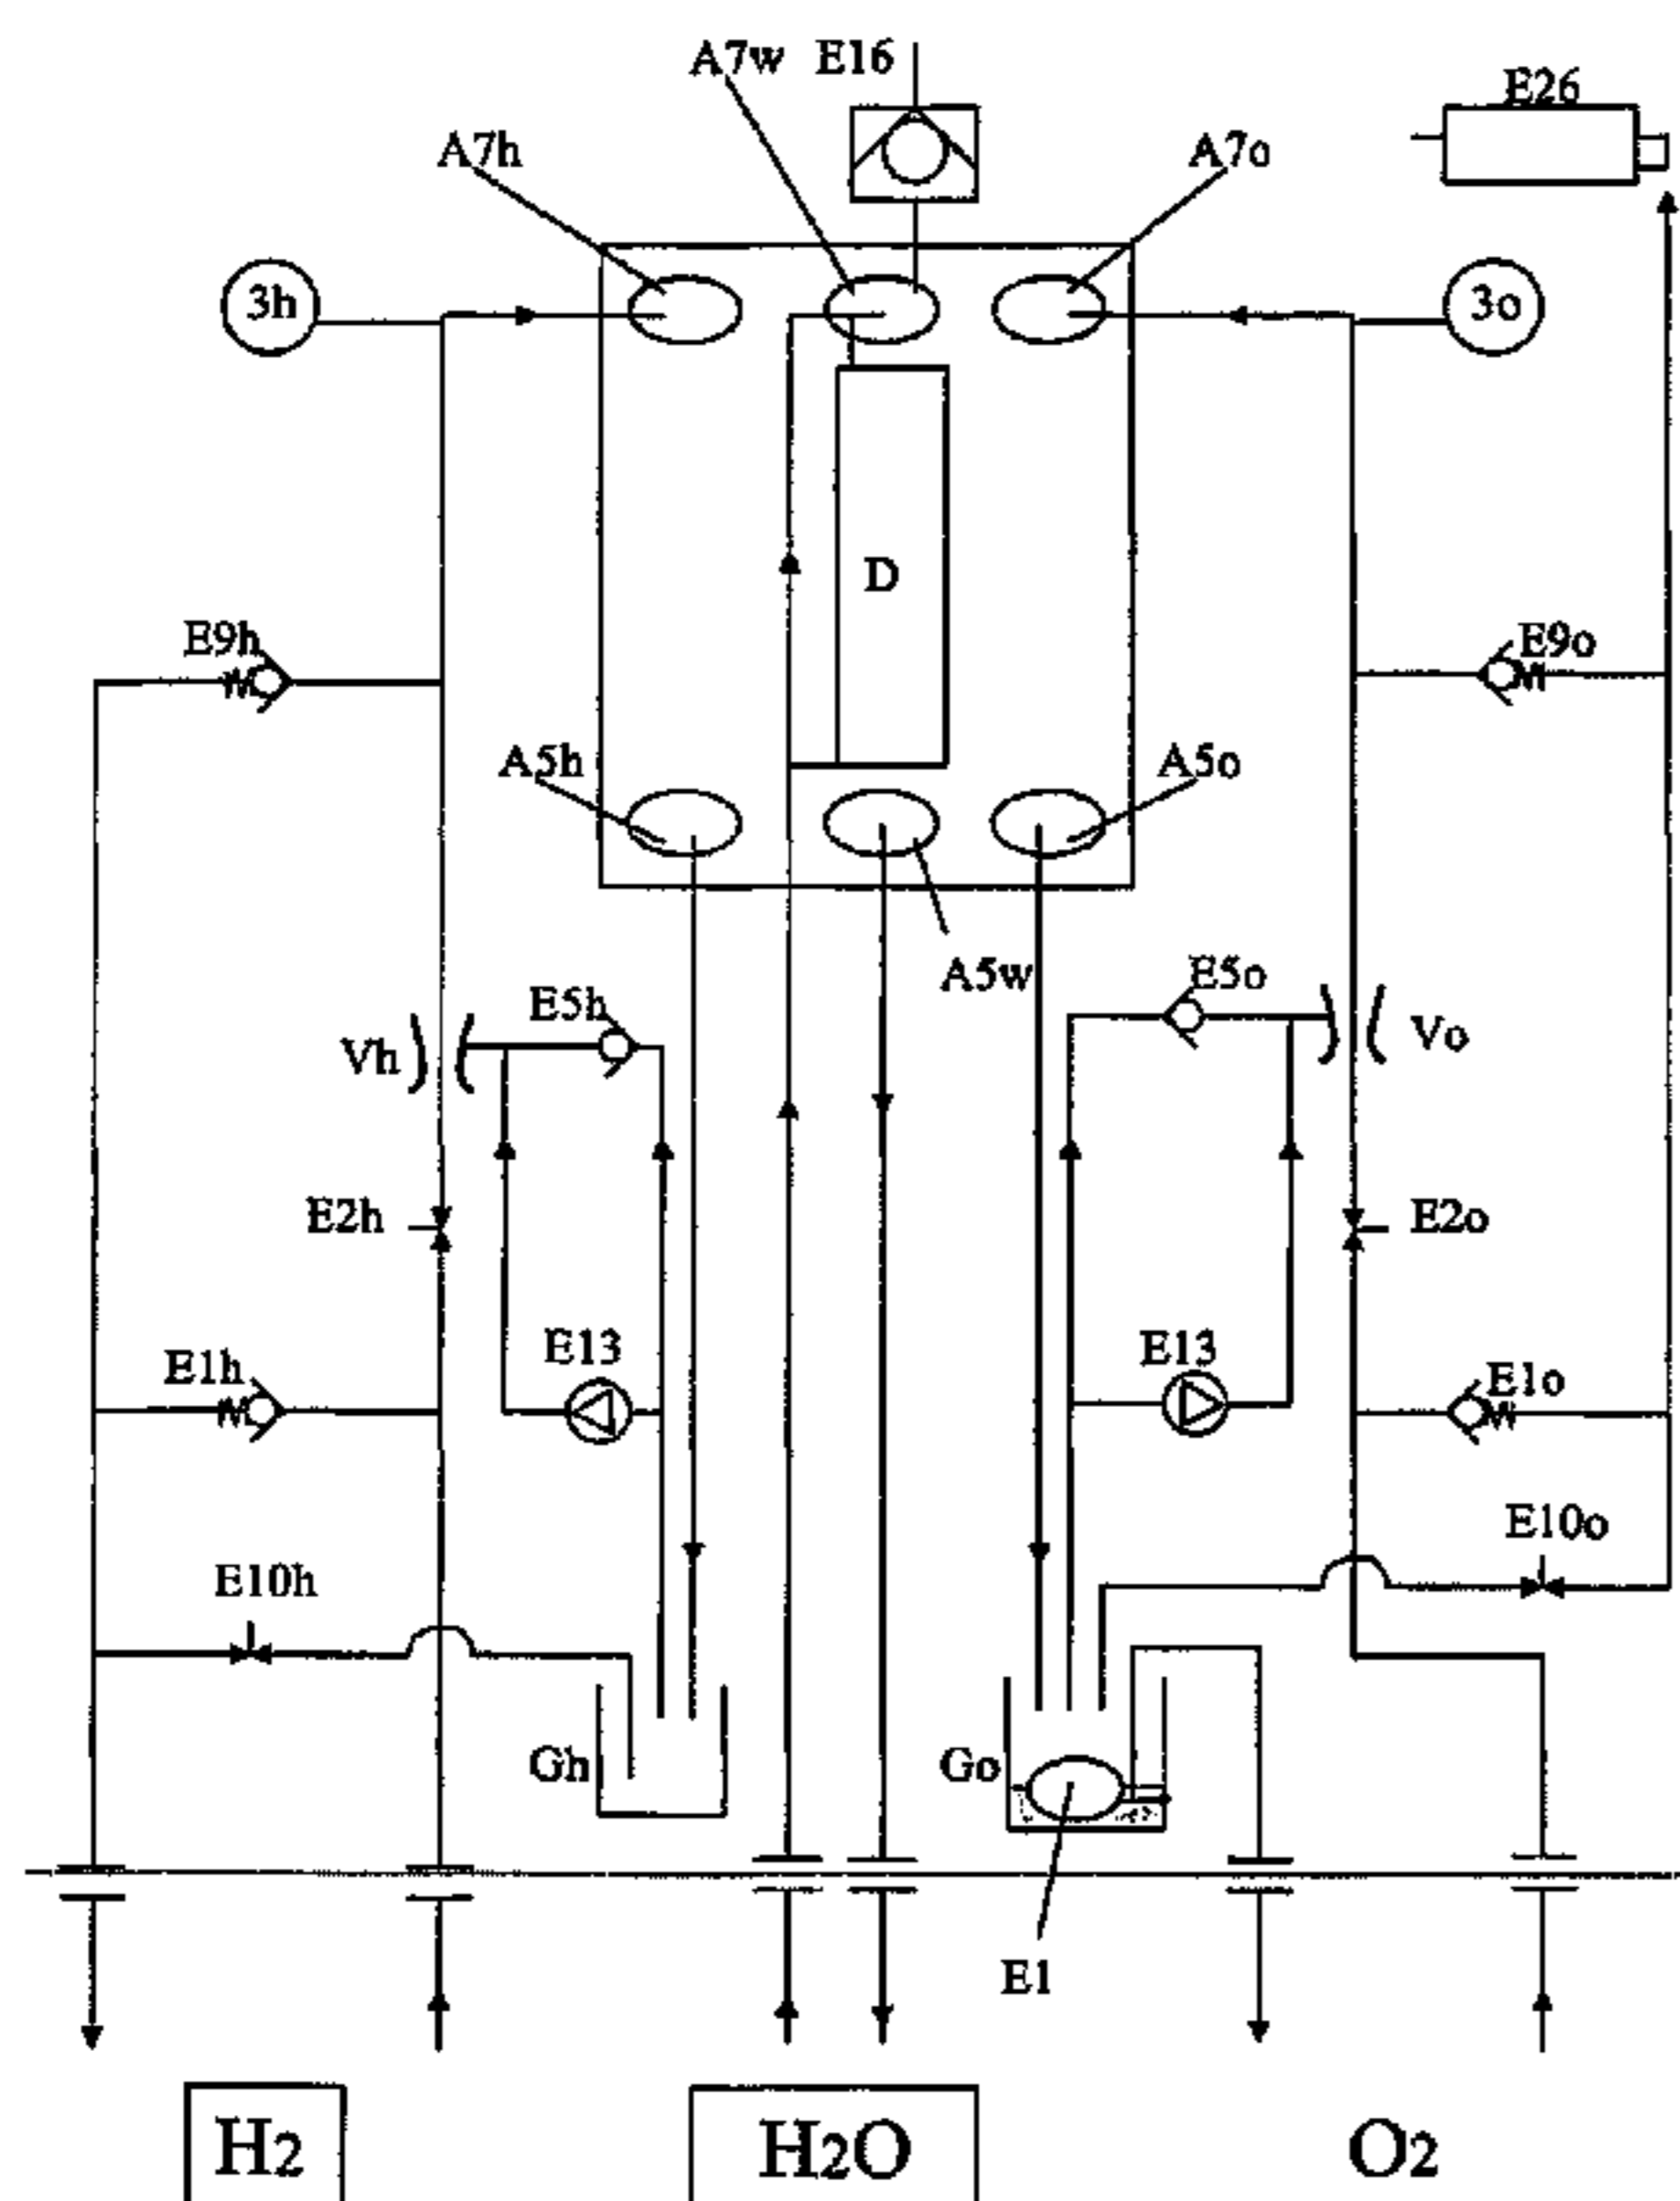 A7w E16
E26
A7h
A7o
3h
3o
D
E9h
E9o
A5h
A5o
A5w
E5h
E5o
Vh
Vo
E2h
E2o
E13
E13
E1h
E1o
E10h
E10o
Gh
Go
E1
H2
H2O
O2